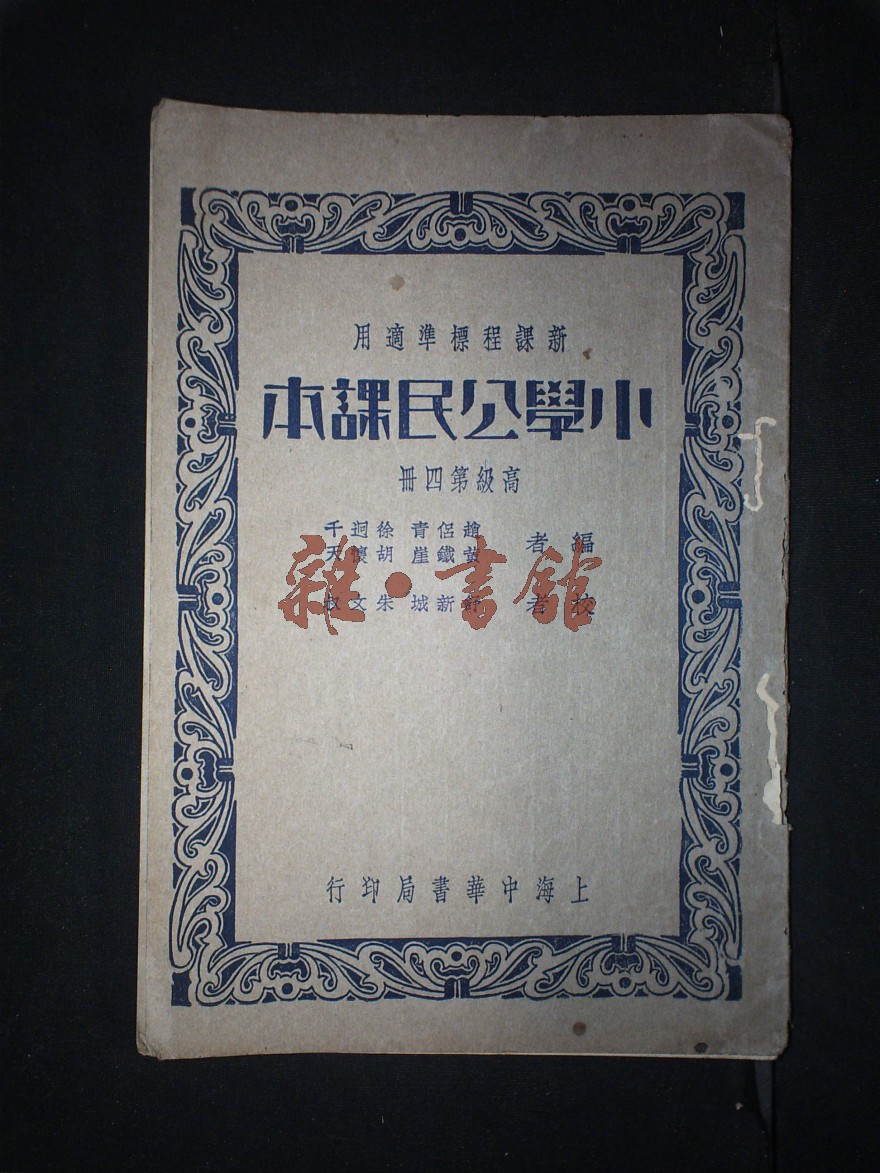 新課程標準適用
小學公民課本
高級第四冊
編者
趙侶青 徐迥千
黃鐵崖 胡懷天
校者
舒新城 朱文叔
上海中華書局印行
雜·書館